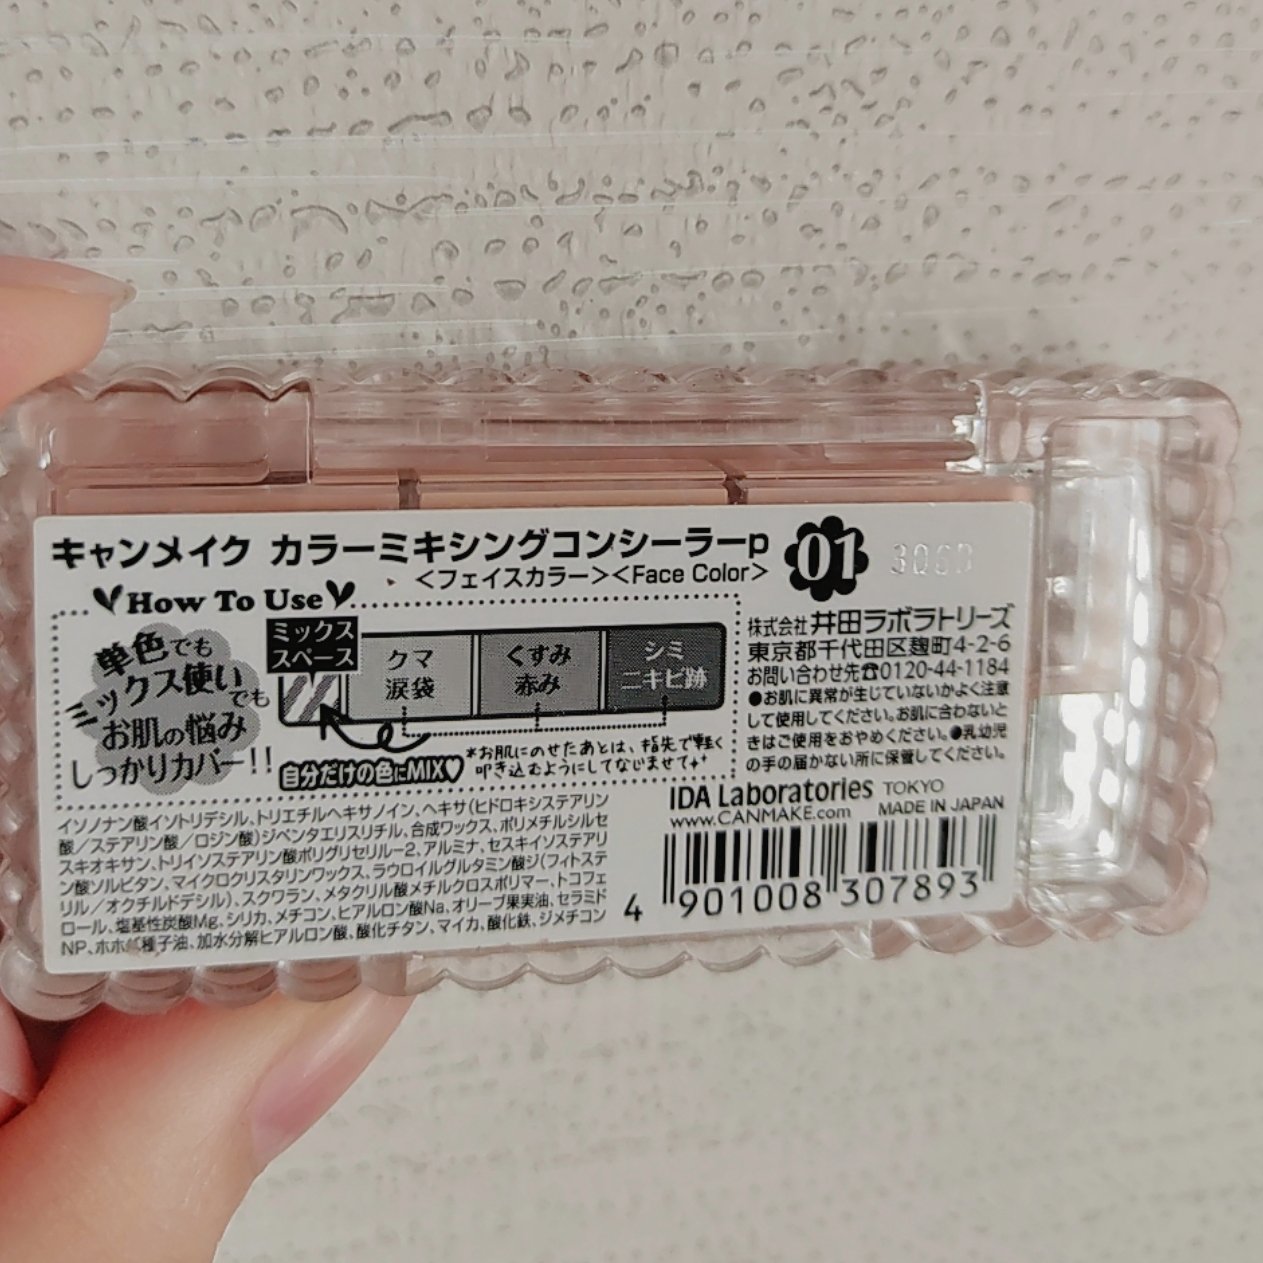 キャンメイク カラーミキシングコンシーラーp
＜フェイスカラー＞＜Face Color＞
01
How To Use
単色でも
ミックス使いでも
お肌の悩み
しっかりカバー!!
ミックス
スペース
クマ
涙袋
くすみ
赤み
シミ
ニキビ跡
自分だけの色にMIX♡
*お肌にのせたあとは、指先で軽く
叩き込むようにしてなじませて
株式会社 井田ラボラトリーズ
東京都千代田区麹町4-2-6
お問い合わせ先☎0120-44-1184
●お肌に異常が生じていないかよく注意
して使用してください。お肌に合わないと
きはご使用をおやめください。●乳幼児
の手の届かない所に保管してください。
イソノナン酸イソトリデシル、トリエチルヘキサノイン、ヘキサ(ヒドロキシステアリン
酸/ステアリン酸/ロジン酸)ジペンタエリスリチル、合成ワックス、ポリメチルシルセ
スキオキサン、トリイソステアリン酸ポリグリセリル-2、アルミナ、セスキイソステアリ
ン酸ソルビタン、マイクロクリスタリンワックス、ラウロイルグルタミン酸ジ(フィトステ
リル/オクチルドデシル)、スクワラン、メタクリル酸メチルクロスポリマー、トコフェ
ロール、塩基性炭酸Mg、シリカ、メチコン、ヒアルロン酸Na、オリーブ果実油、セラミド
NP、ホホバ種子油、加水分解ヒアルロン酸、酸化チタン、マイカ、酸化鉄、ジメチコン
IDA Laboratories TOKYO
WWW.CANMAKE.com MADE IN JAPAN
4 901008 307893